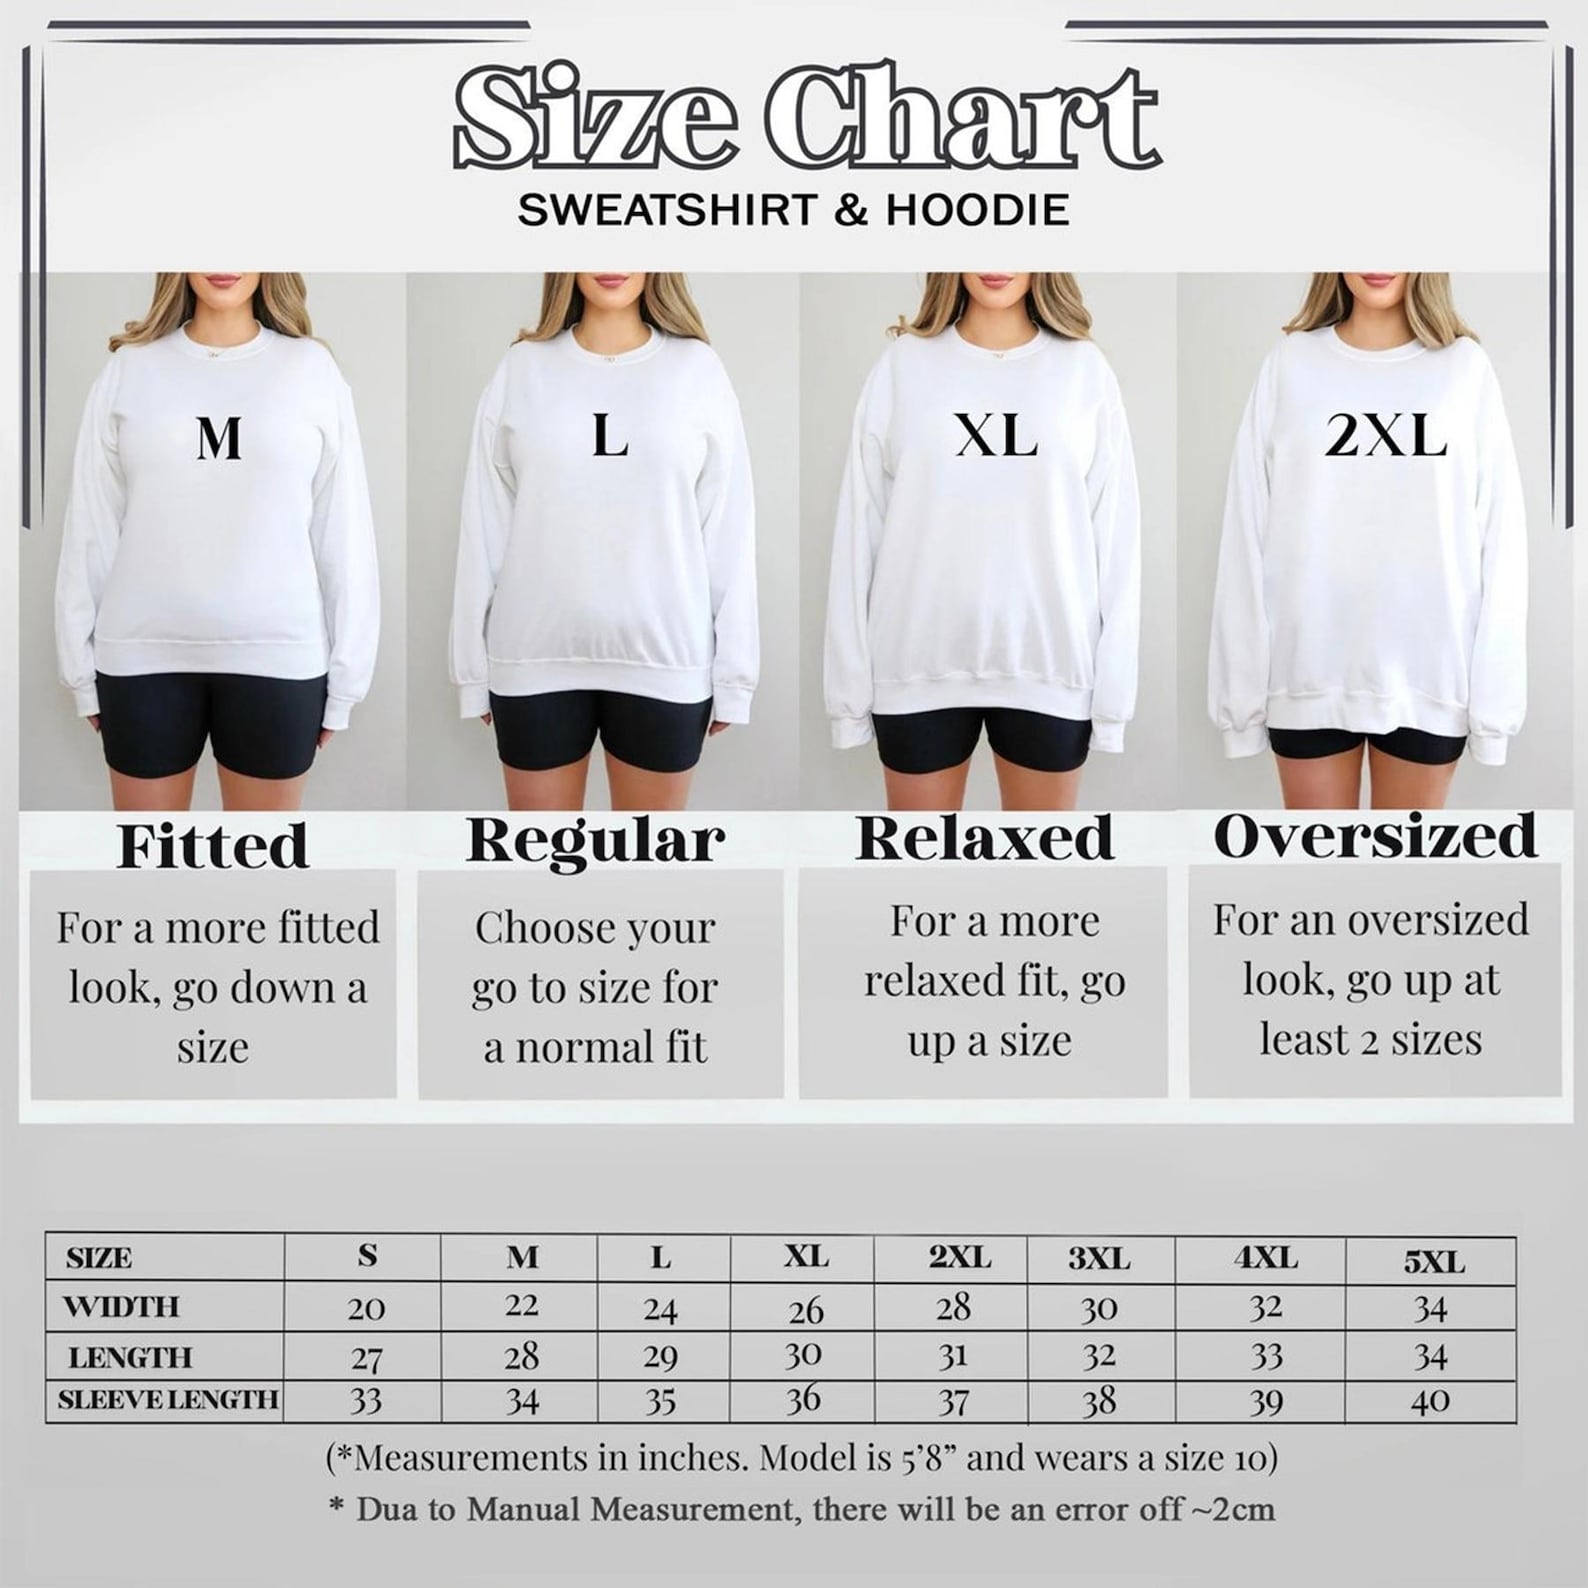 Size Chart
SWEATSHIRT & HOODIE
M
L
XL
2XL
Fitted
For a more fitted
look, go down a
size
Regular
Choose your
go to size for
a normal fit
Relaxed
For a more
relaxed fit, go
up a size
Oversized
For an oversized
look, go up at
least 2 sizes
SIZE S M L XL 2XL 3XL 4XL 5XL
WIDTH 20 22 24 26 28 30 32 34
LENGTH 27 28 29 30 31 32 33 34
SLEEVE LENGTH 33 34 35 36 37 38 39 40
(*Measurements in inches. Model is 5’8” and wears a size 10)
* Dua to Manual Measurement, there will be an error off ~2cm